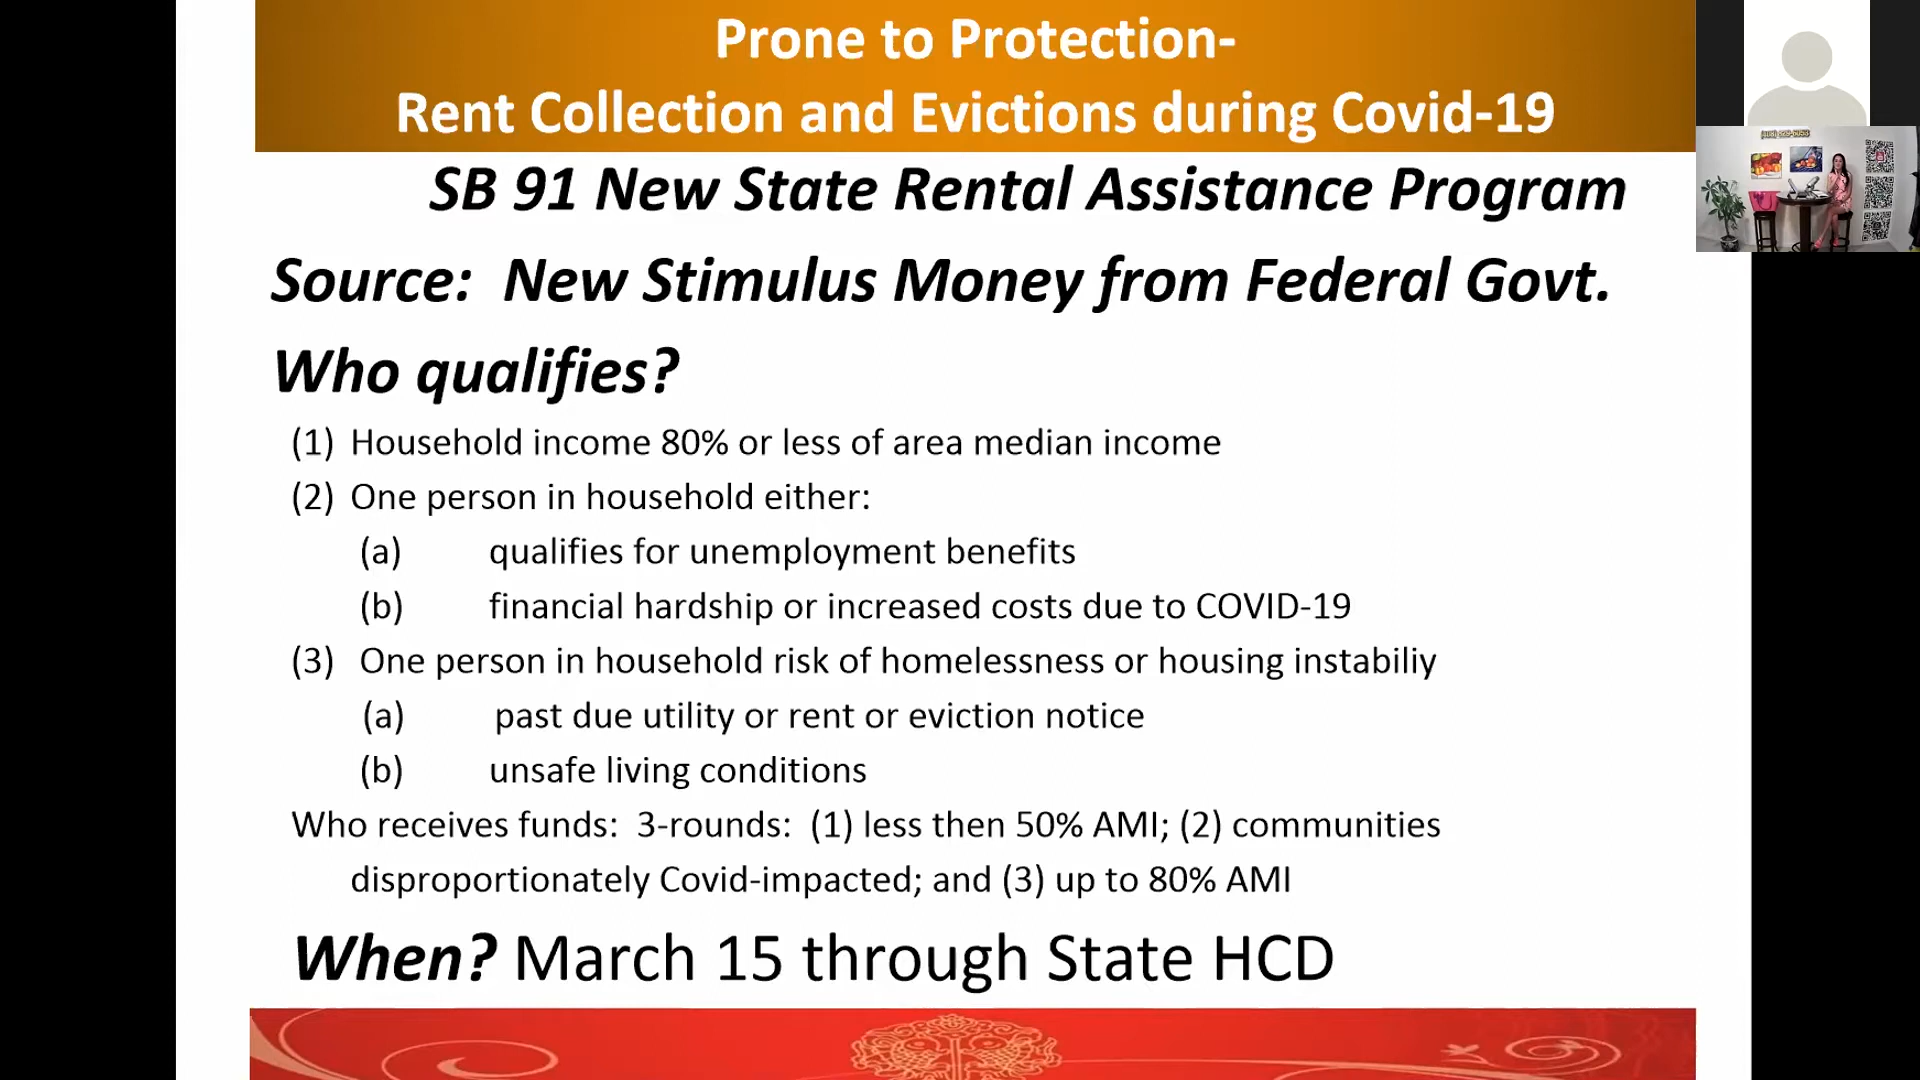 Prone to Protection-
Rent Collection and Evictions during Covid-19
SB 91 New State Rental Assistance Program
Source: New Stimulus Money from Federal Govt.
Who qualifies?
(1) Household income 80% or less of area median income
(2) One person in household either:
(a) qualifies for unemployment benefits
(b) financial hardship or increased costs due to COVID-19
(3) One person in household risk of homelessness or housing instabiliy
(a) past due utility or rent or eviction notice
(b) unsafe living conditions
Who receives funds: 3-rounds: (1) less then 50% AMI; (2) communities
disproportionately Covid-impacted; and (3) up to 80% AMI
When? March 15 through State HCD